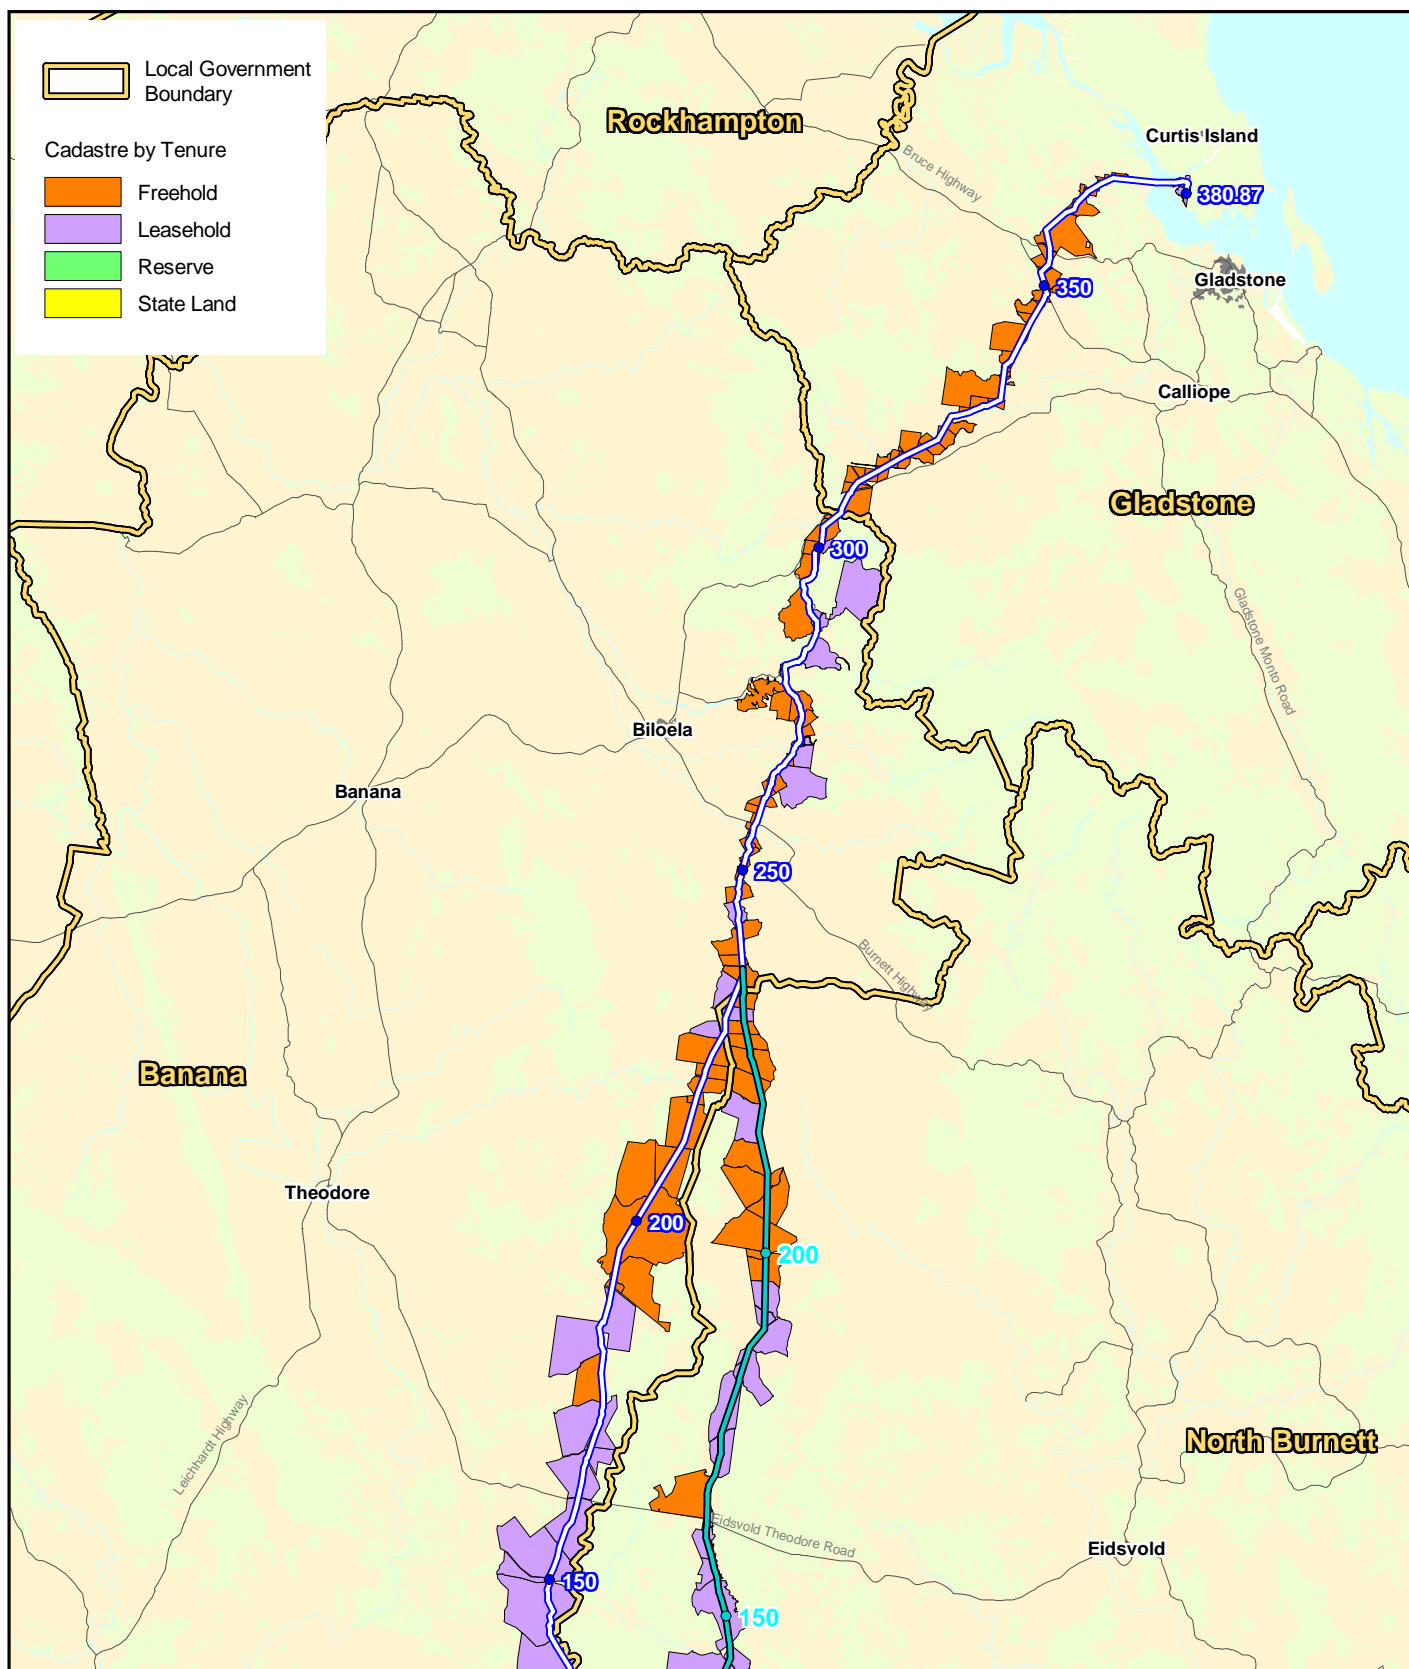 Local Government
Boundary
Cadastre by Tenure
Freehold
Leasehold
Reserve
State Land
Rockhampton
Curtis Island
Bruce Highway
380.87
Gladstone
350
Calliope
Gladstone
300
Gladstone Monto Road
Biloela
Banana
250
Burnett Highway
Banana
Theodore
200
200
Leichhardt Highway
North Burnett
Eidsvold Theodore Road
Eidsvold
150
150